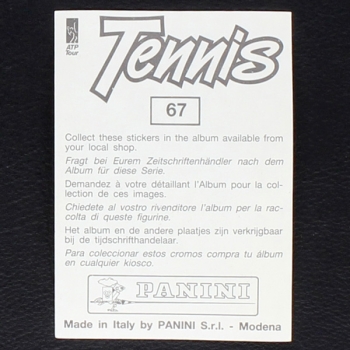 ATP
Tour
Tennis
67
Collect these stickers in the album available from
your local shop.
Fragt bei Eurem Zeitschriftenhändler nach dem
Album für diese Serie.
Demandez à votre détaillant l'Album pour la col-
lection de ces images.
Chiedete al vostro rivenditore l'album per la rac-
colta di queste figurine.
Het album en de andere plaatjes zijn verkrijgbaar
bij de tijdschrifthandelaar.
Para coleccionar estos cromos compra tu álbum
en cualquier kiosco.
PANINI
Made in Italy by PANINI S.r.l. - Modena